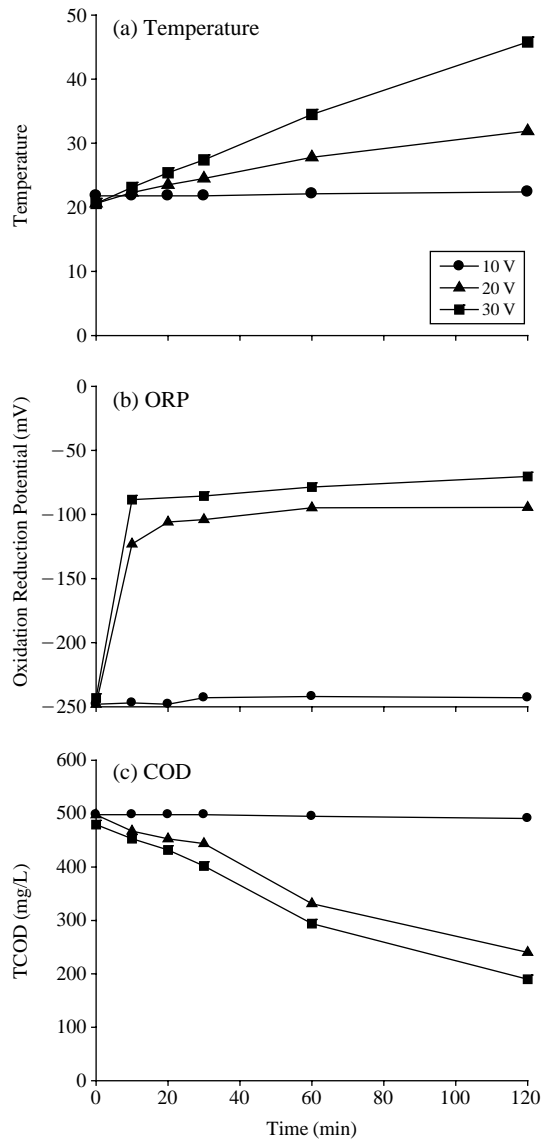 (a) Temperature
Temperature
50
40
30
20
10
0
10 V
20 V
30 V
(b) ORP
Oxidation Reduction Potential (mV)
0
−50
−100
−150
−200
−250
(c) COD
TCOD (mg/L)
600
500
400
300
200
100
0
0 20 40 60 80 100 120
Time (min)